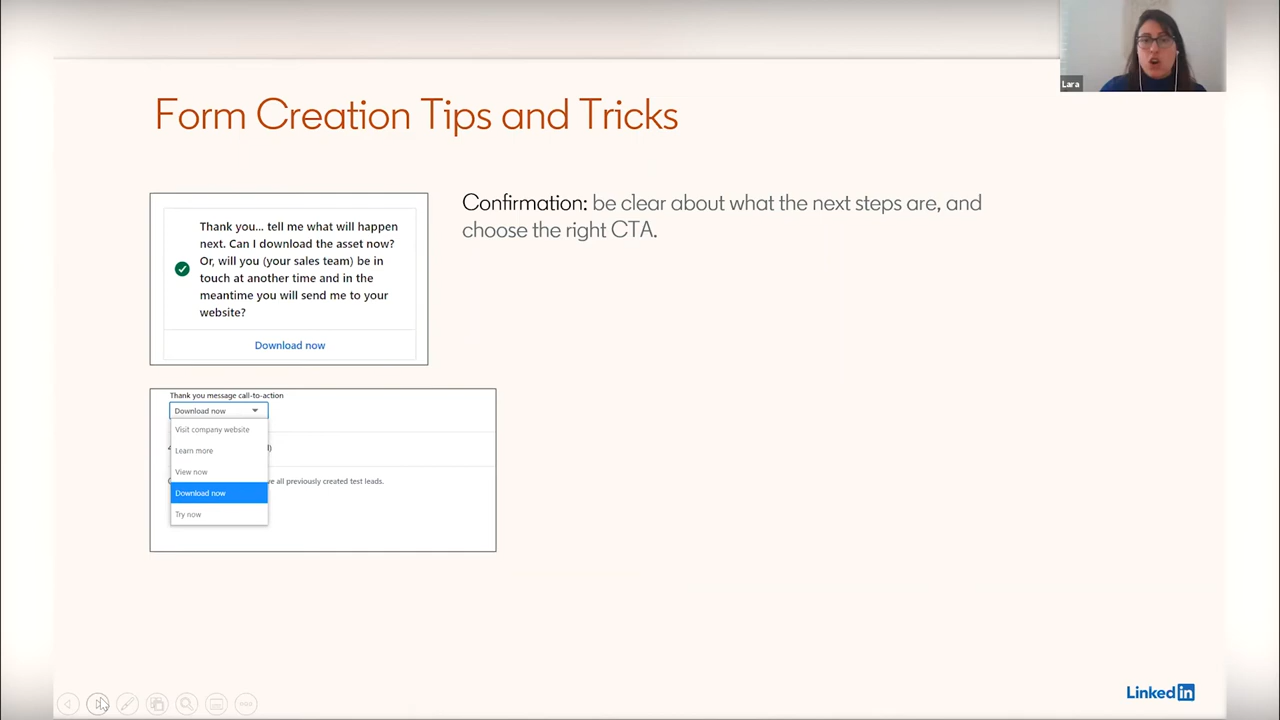 Lara
Form Creation Tips and Tricks
Thank you... tell me what will happen
next. Can I download the asset now?
Or, will you (your sales team) be in
touch at another time and in the
meantime you will send me to your
website?
Download now
Confirmation: be clear about what the next steps are, and
choose the right CTA.
Thank you message call-to-action
Download now
Visit company website
Learn more
View now
all previously created test leads.
Download now
Try now
Linked in